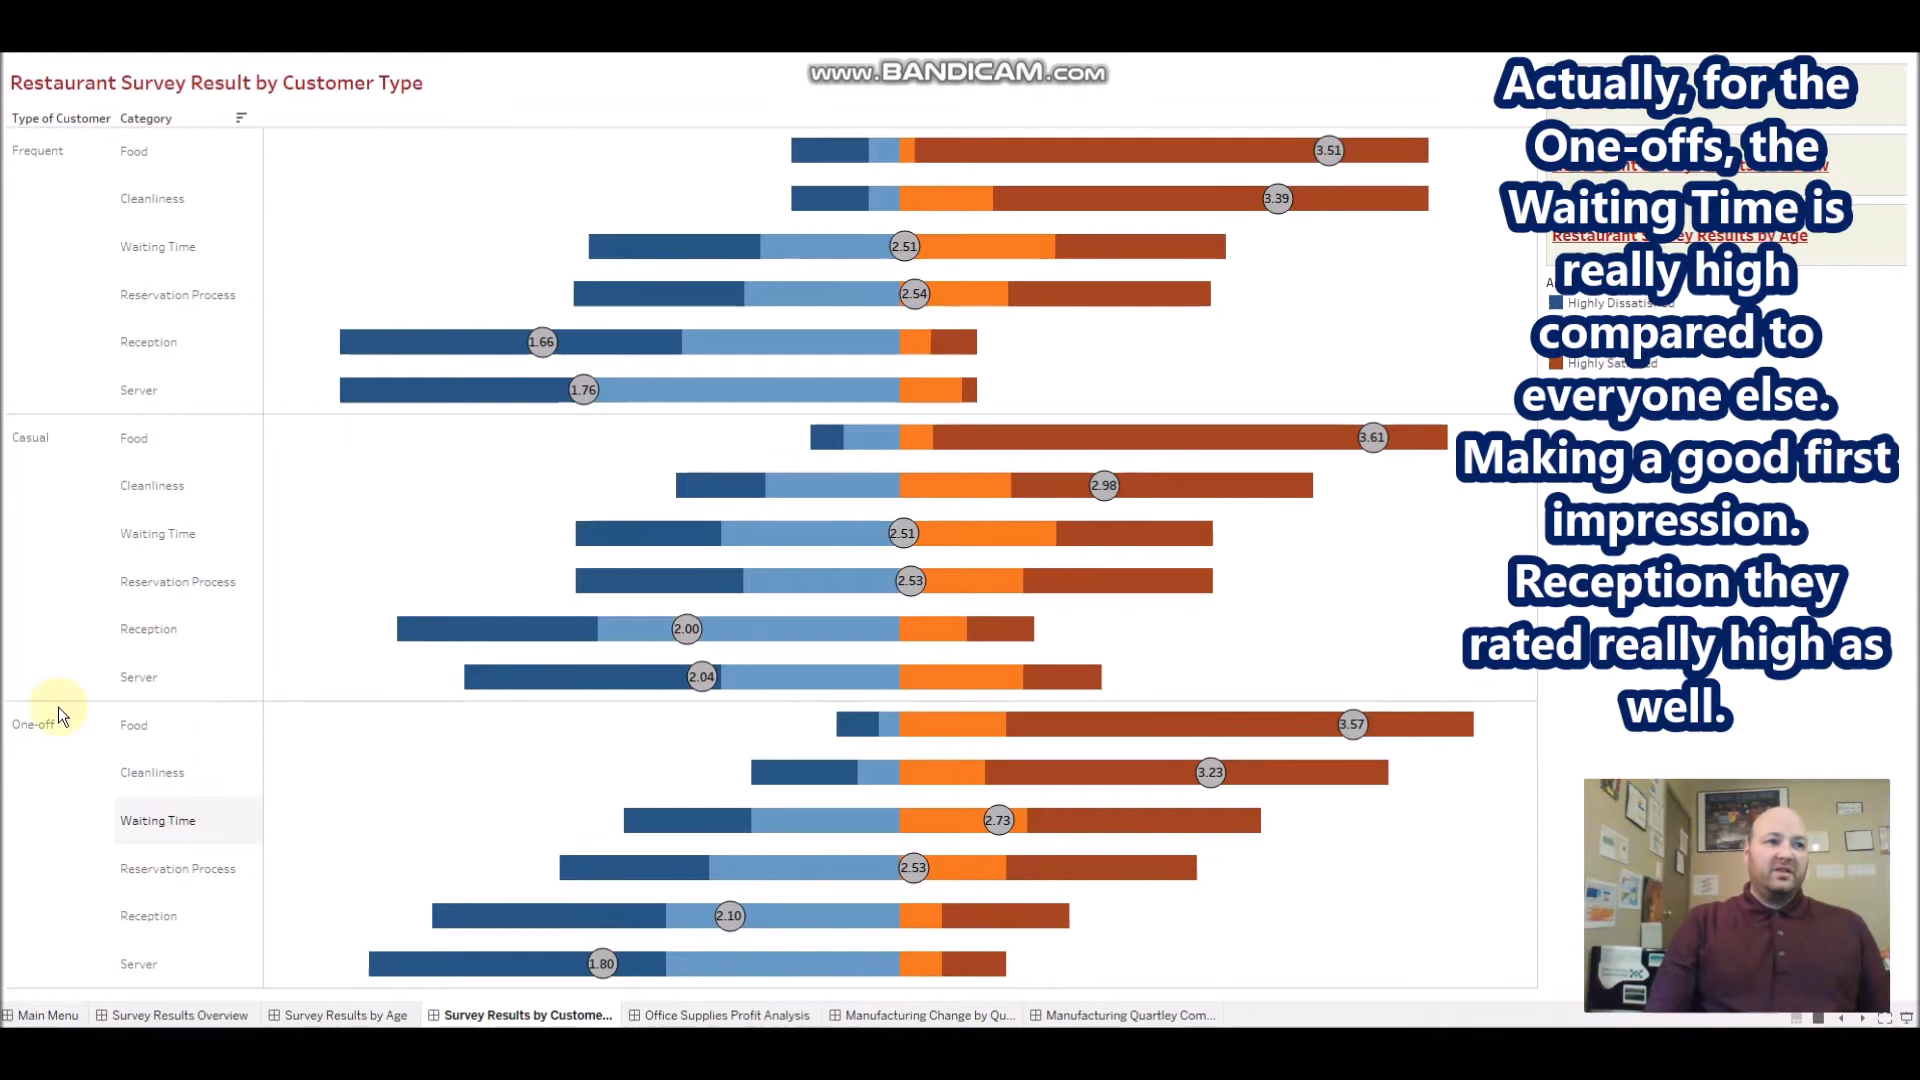 www.BANDICAM.com
Restaurant Survey Result by Customer Type
Type of Customer Category
Frequent Food 3.51
Cleanliness 3.39
Waiting Time 2.51
Reservation Process 2.54
Reception 1.66
Server 1.76
Casual Food 3.61
Cleanliness 2.98
Waiting Time 2.51
Reservation Process 2.53
Reception 2.00
Server 2.04
One-off Food 3.57
Cleanliness 3.23
Waiting Time 2.73
Reservation Process 2.53
Reception 2.10
Server 1.80
Actually, for the
One-offs, the
Waiting Time is
really high
compared to
everyone else.
Making a good first
impression.
Reception they
rated really high as
well.
Results by Age
Highly
Highly
Main Menu
Survey Results Overview
Survey Results by Age
Survey Results by Custome...
Office Supplies Profit Analysis
Manufacturing Change by Qu...
Manufacturing Quartley Com...